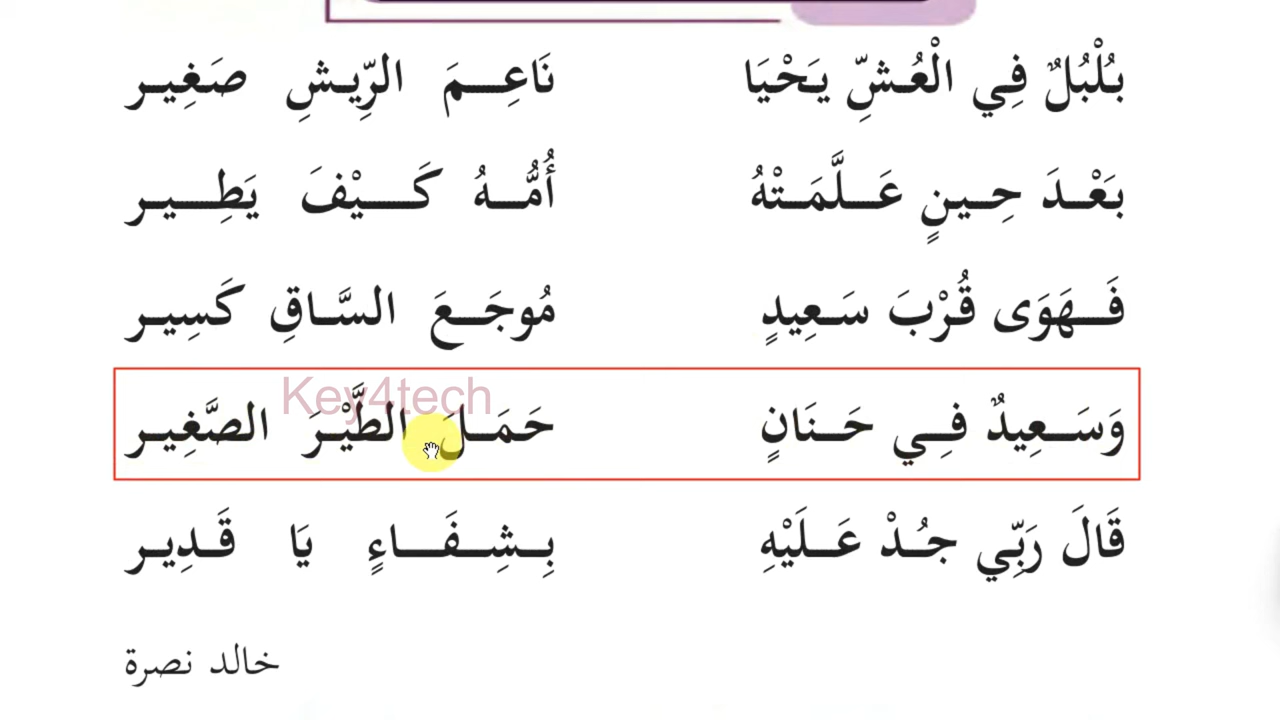 بُلْبُلٌ فِي الْعُشِّ يَحْيَا نَاعِمَ الرِّيشِ صَغِير
بَعْدَ حِينٍ عَلَّمَتْهُ أُمُّهُ كَيْفَ يَطِير
فَهَوَى قُرْبَ سَعِيدٍ مُوجَعَ السَّاقِ كَسِير
Key4tech
وَسَعِيدٌ فِي حَنَانٍ حَمَلَ الطَّيْرَ الصَّغِير
قَالَ رَبِّي جُدْ عَلَيْهِ بِشِفَاءٍ يَا قَدِير
خالد نصرة